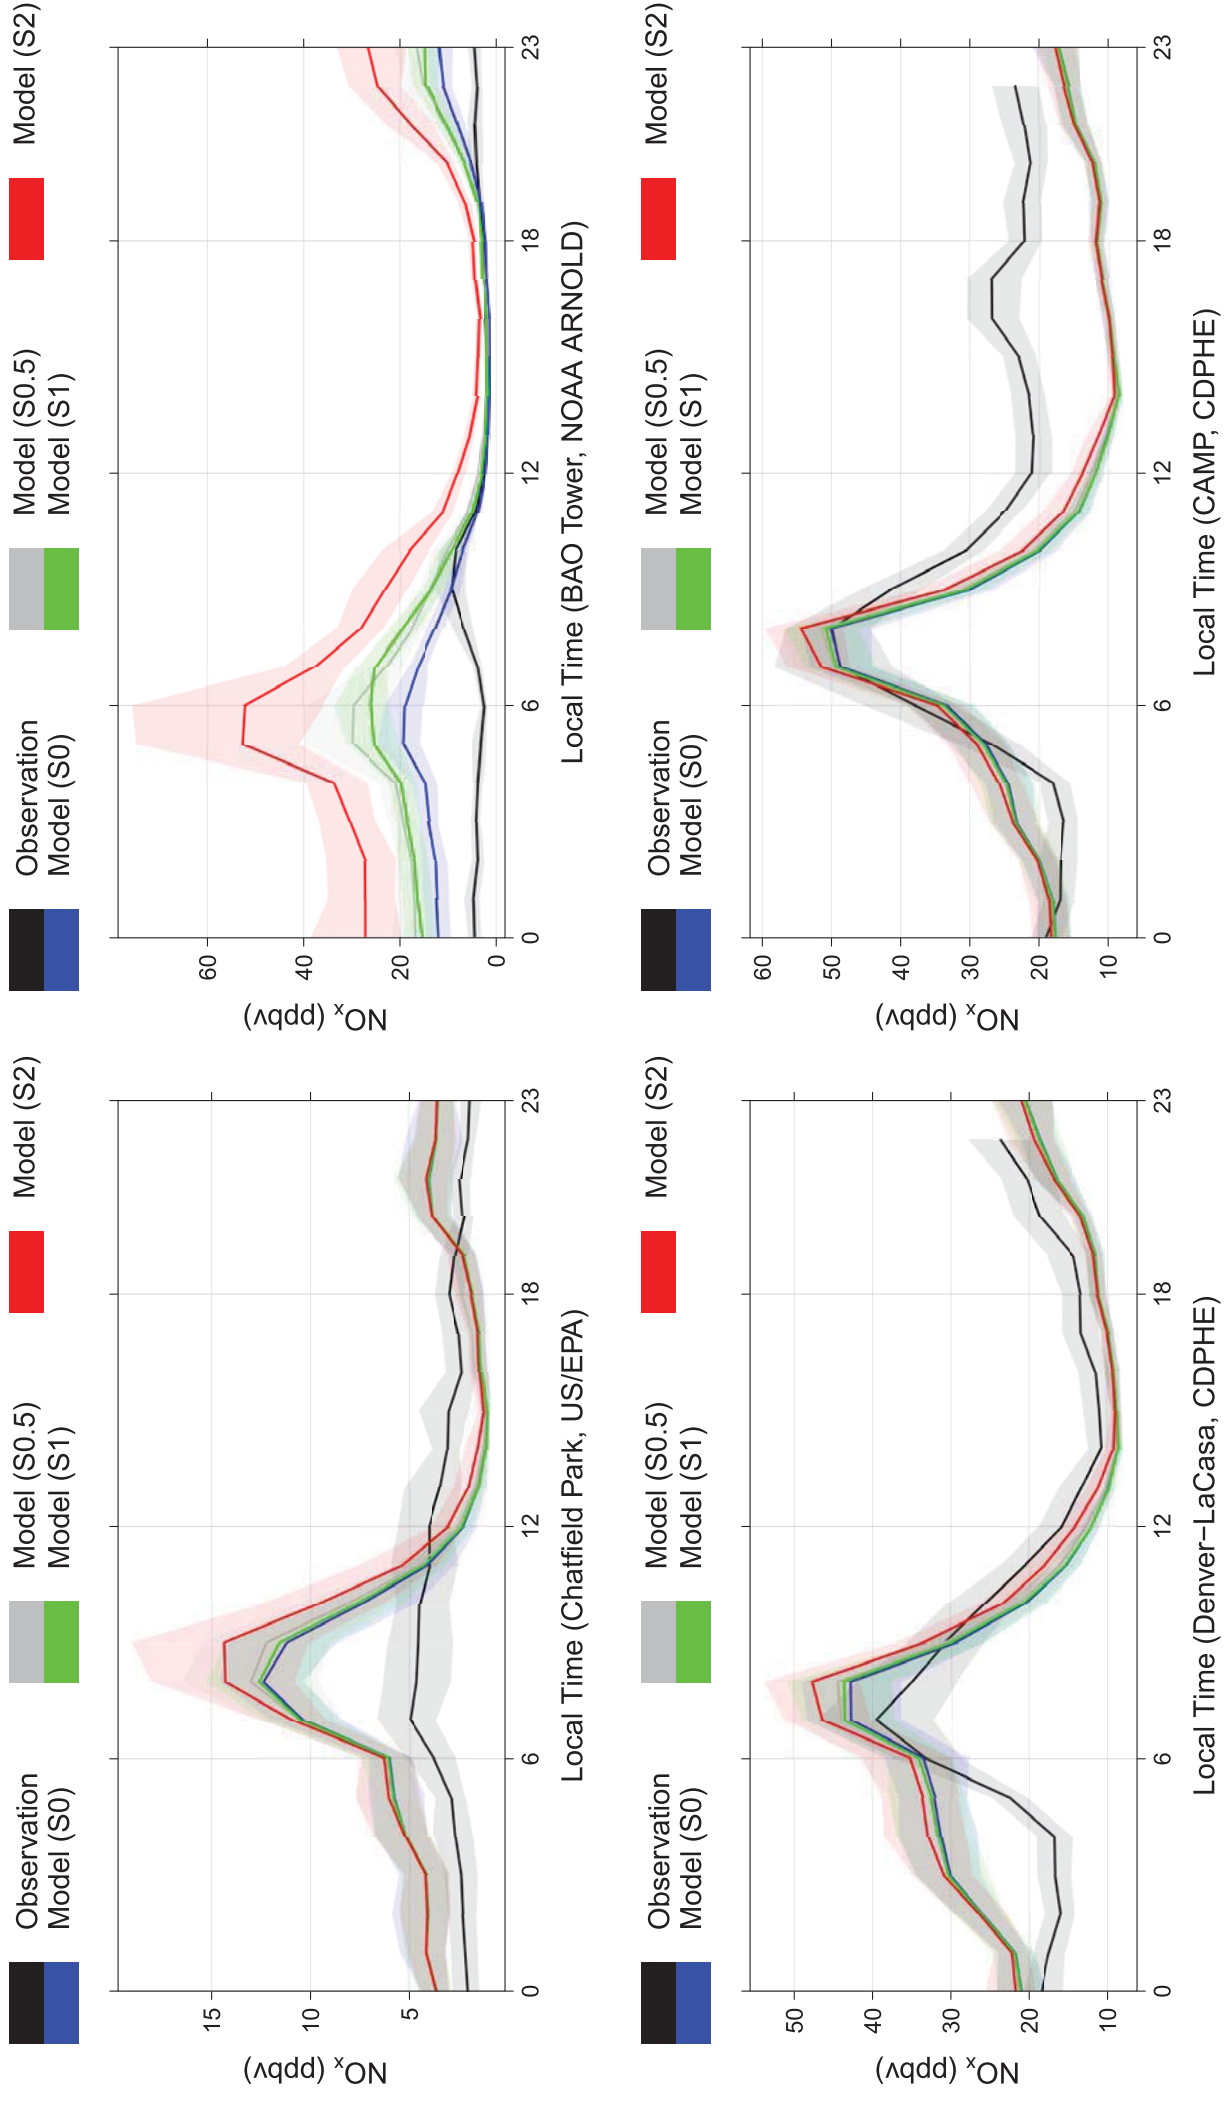 Observation Model (S0.5) Model (S2)
Model (S0) Model (S1)
NOx (ppbv)
15
10
5
0 6 12 18 23
Local Time (Chatfield Park, US/EPA)
Observation Model (S0.5) Model (S2)
Model (S0) Model (S1)
NOx (ppbv)
60
40
20
0
0 6 12 18 23
Local Time (BAO Tower, NOAA ARNOLD)
Observation Model (S0.5) Model (S2)
Model (S0) Model (S1)
NOx (ppbv)
50
40
30
20
10
0 6 12 18 23
Local Time (Denver−LaCasa, CDPHE)
Observation Model (S0.5) Model (S2)
Model (S0) Model (S1)
NOx (ppbv)
60
50
40
30
20
10
0 6 12 18 23
Local Time (CAMP, CDPHE)